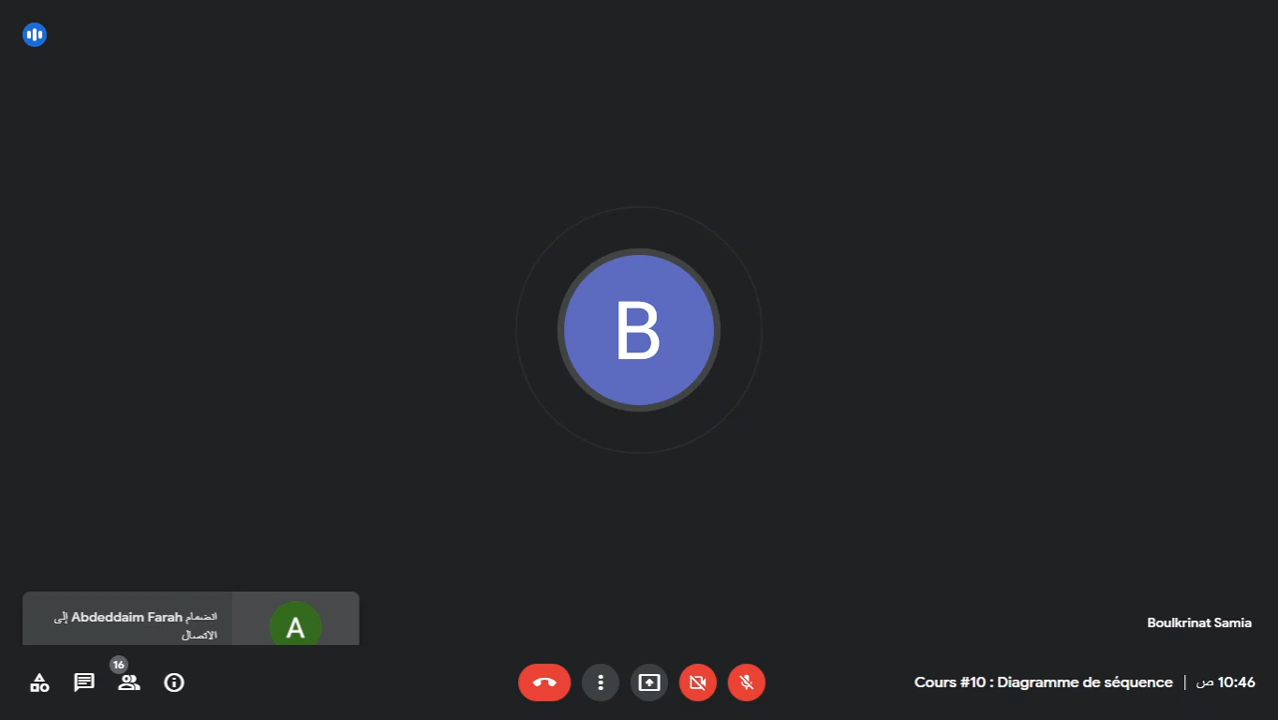 B
انضمام Abdeddaim Farah إلى
الاتصال
A
Boulkrinat Samia
16
Cours #10 : Diagramme de séquence | 10:46 ص